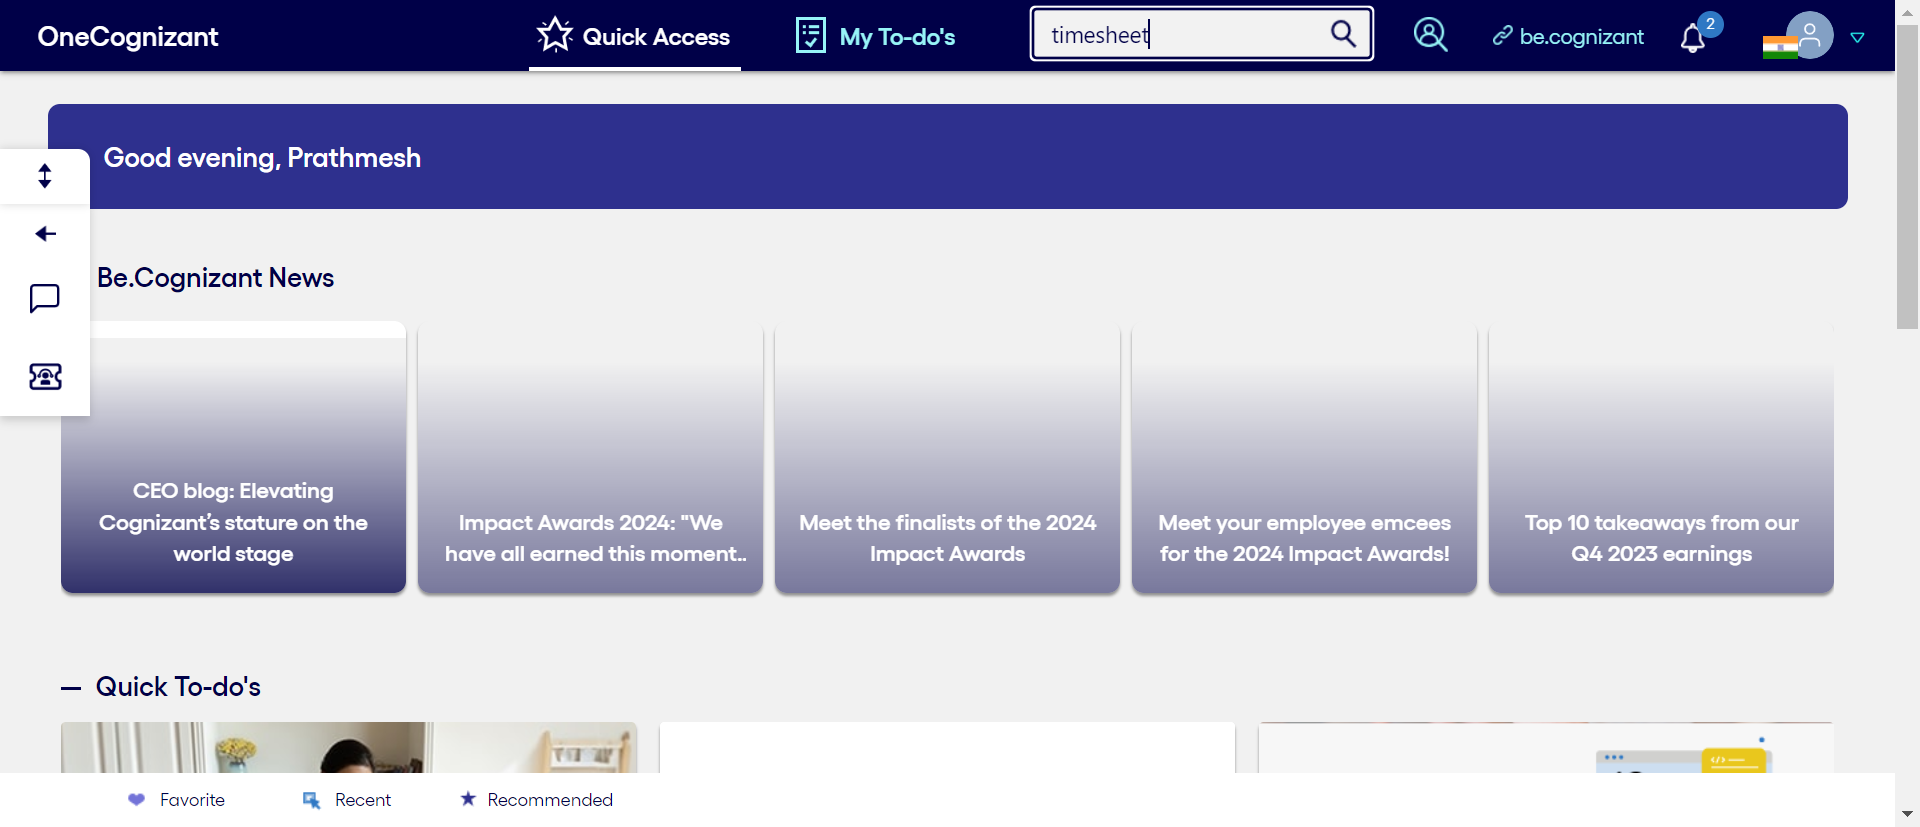 OneCognizant
Quick Access
My To-do's
timesheet
be.cognizant
2
Good evening, Prathmesh
Be.Cognizant News
CEO blog: Elevating
Cognizant’s stature on the
world stage
Impact Awards 2024: "We
have all earned this moment..
Meet the finalists of the 2024
Impact Awards
Meet your employee emcees
for the 2024 Impact Awards!
Top 10 takeaways from our
Q4 2023 earnings
Quick To-do's
Favorite
Recent
Recommended